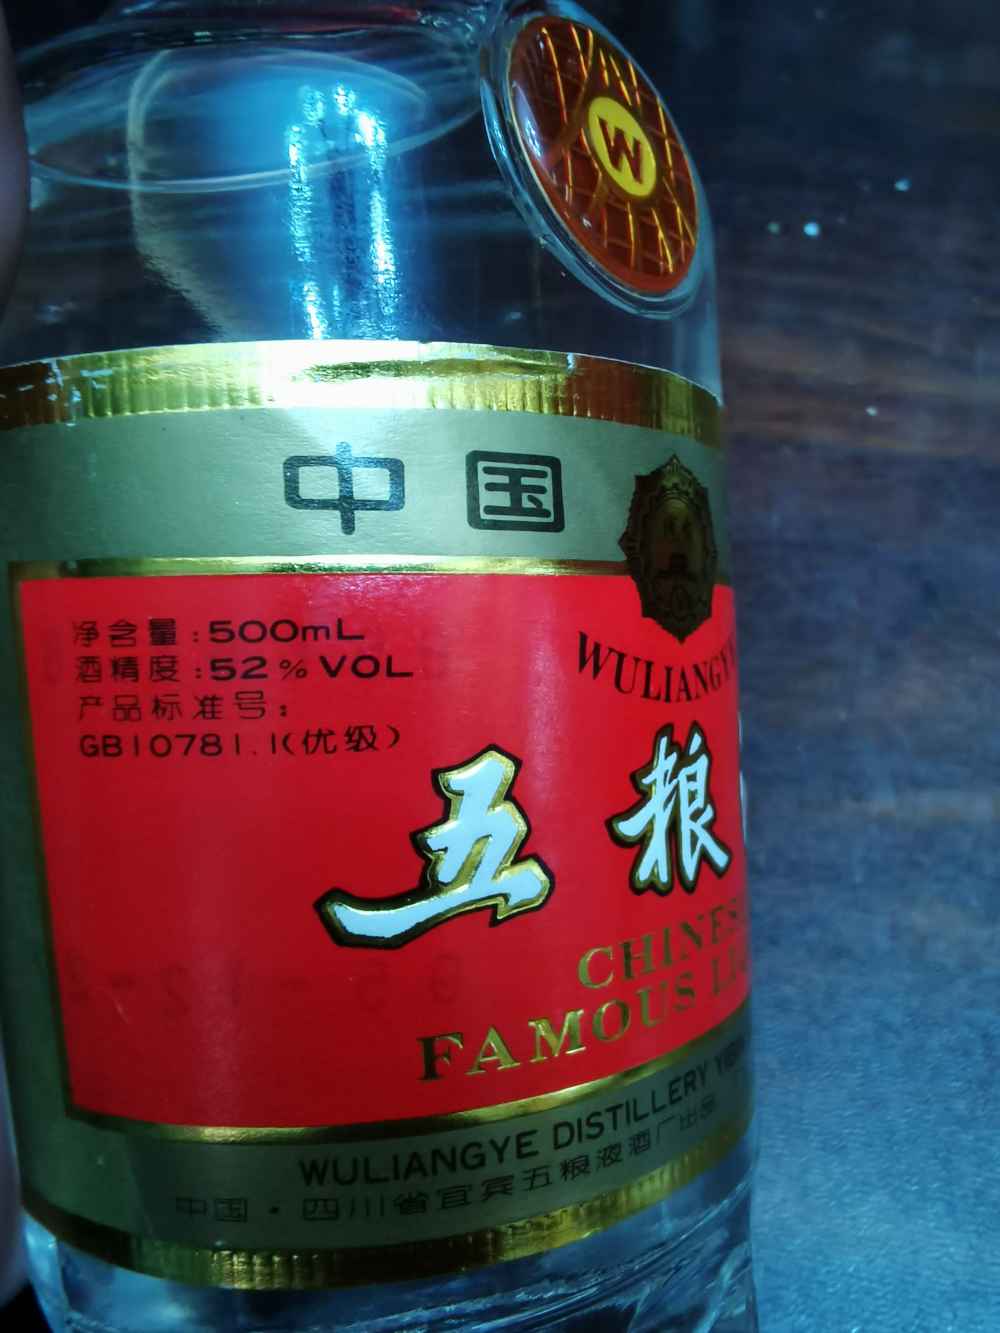 W
中国
净含量:500mL
酒精度:52%VOL
产品标准号:
GB10781.1(优级)
WULIANGY
五粮
CHINES
FAMOUS LI
WULIANGYE DISTILLERY YIB
中国·四川省宜宾五粮液酒厂出品